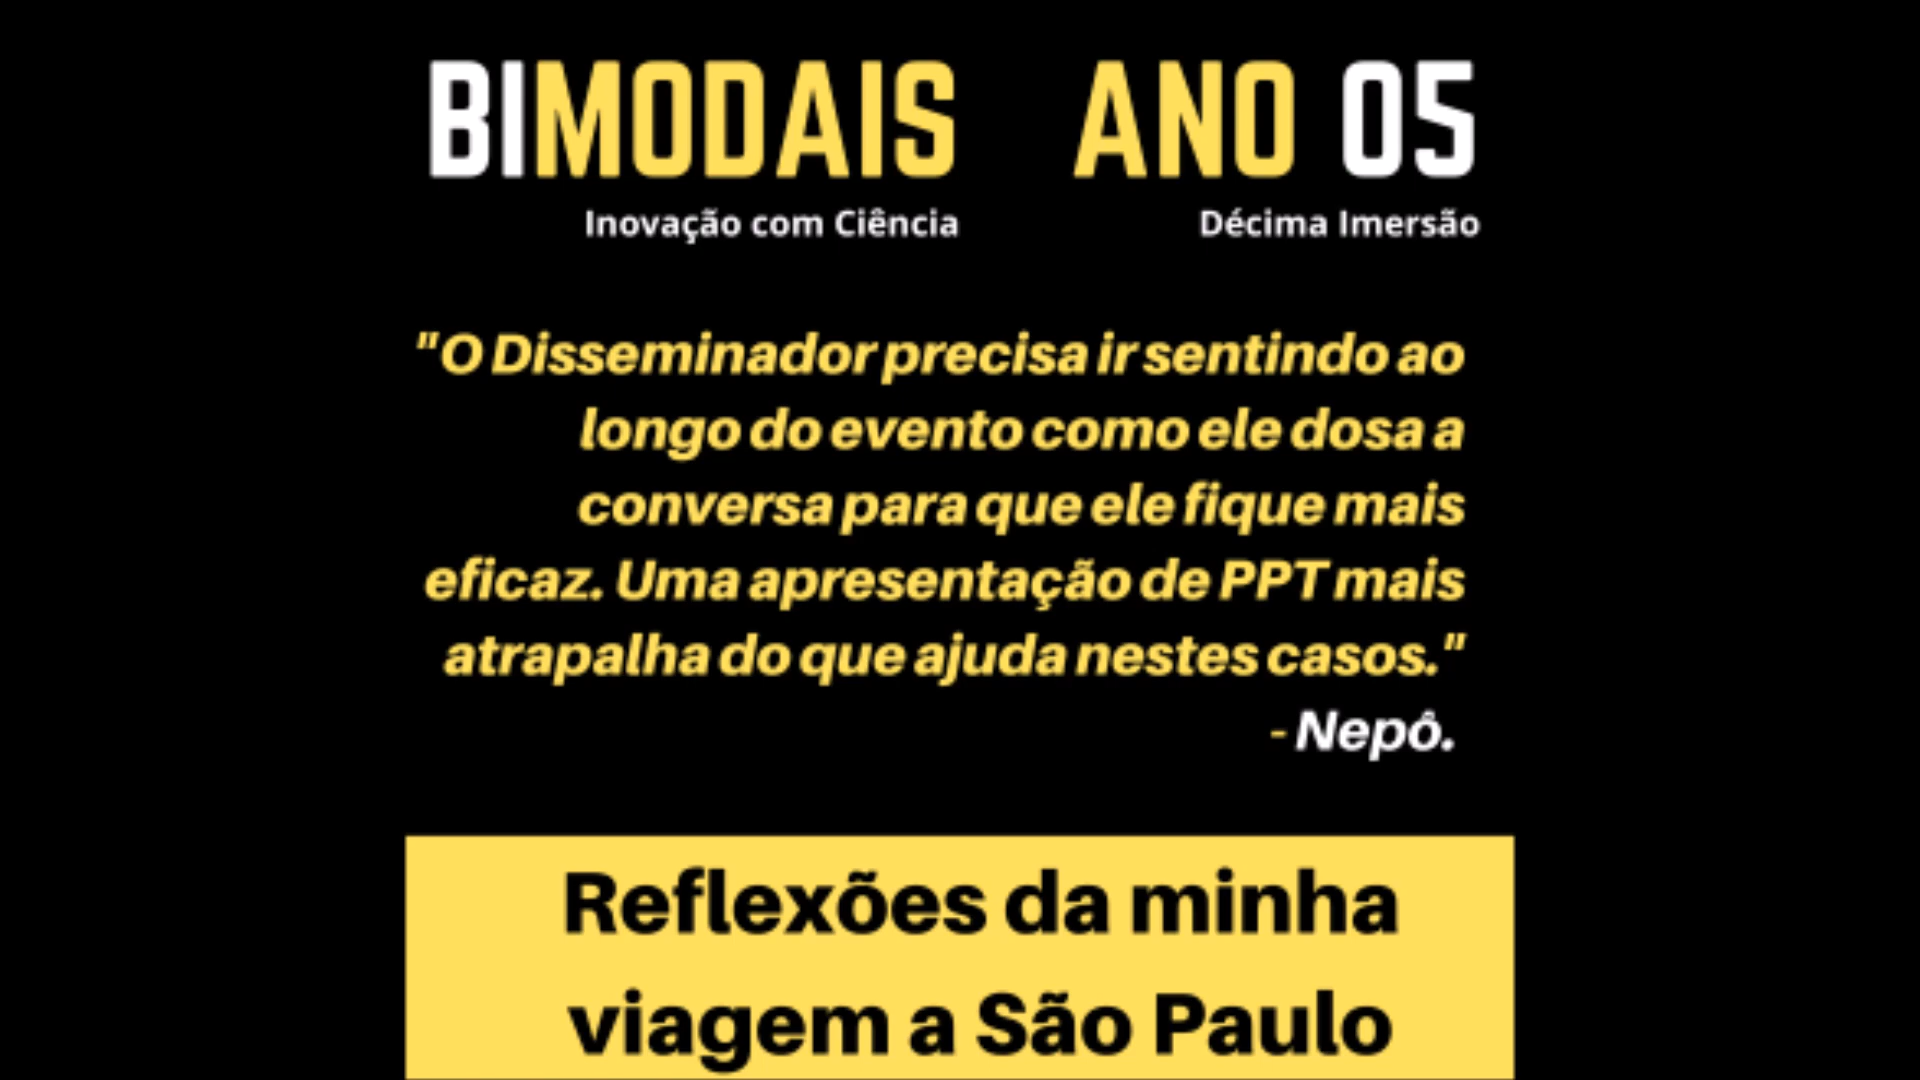 BIMODAIS ANO 05
Inovação com Ciência Décima Imersão
"O Disseminador precisa ir sentindo ao
longo do evento como ele dosa a
conversa para que ele fique mais
eficaz. Uma apresentação de PPT mais
atrapalha do que ajuda nestes casos."
- Nepô.
Reflexões da minha
viagem a São Paulo